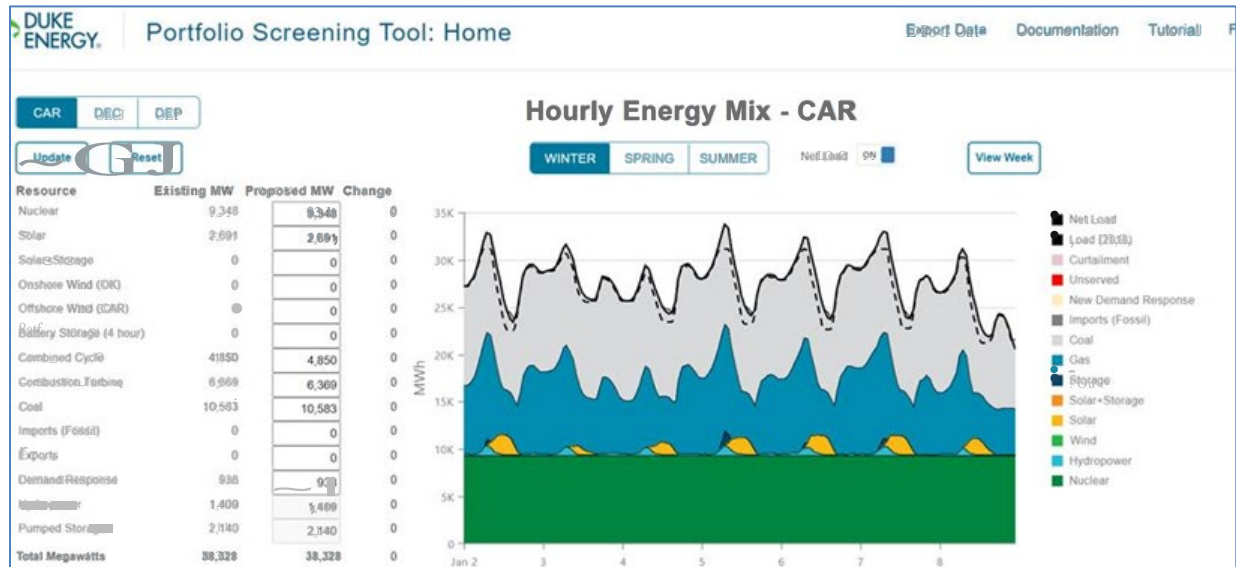 DUKE ENERGY.
Portfolio Screening Tool: Home
Export Data Documentation Tutorial F
CAR DEC DEP
Hourly Energy Mix - CAR
Update Reset
WINTER SPRING SUMMER Net Load View Week
Resource Existing MW Proposed MW Change
Nuclear 9,348 9,348 0
Solar 2,691 2,691 0
Solar+Storage 0 0 0
Onshore Wind (OK) 0 0 0
Offshore Wind (CAR) 0 0
Battery Storage (4 hour) 0 0 0
Combined Cycle 4,850 4,850 0
Combustion Turbine 6,369 0
Coal 10,583 10,583 0
Imports (Fossil) 0 0 0
Exports 0 0 0
Demand Response 938 0
1,409 1,409 0
Pumped 2,140 2,140 0
Total Megawatts 38,328 38,328 0
35K
30K
25K
20K
15K
10K
5K
0
MWh
Jan 2 3 4 5 6 7 8
Net Load
Load
Curtailment
Unserved
New Demand Response
Imports (Fossil)
Coal
Gas
Storage
Solar+Storage
Solar
Wind
Hydropower
Nuclear